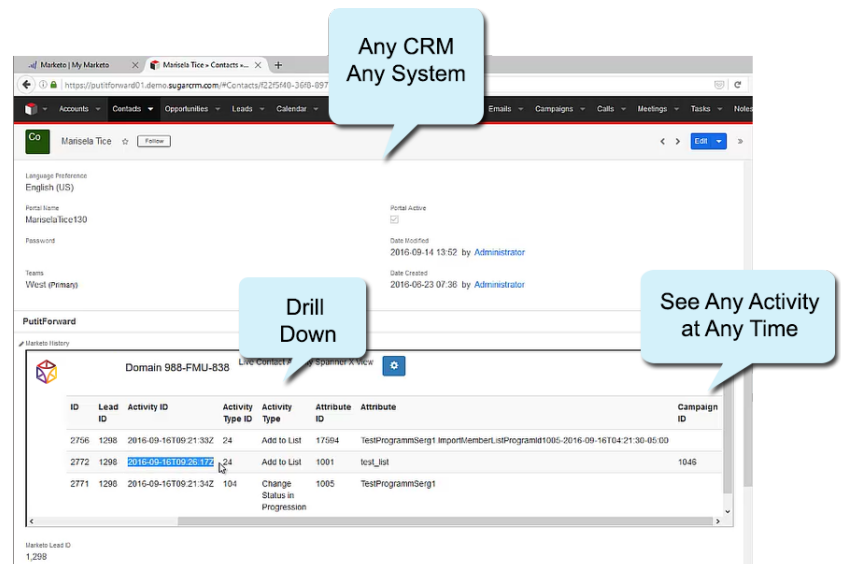 Any CRM
Any System
Marketo | My Marketo
Marisela Tice » Contacts »...
https://putitforward01.demo.sugarcrm.com/#Contacts/f22f5f40-36f8-897
Accounts Contacts Opportunities Leads Calendar Emails Campaigns Calls Meetings Tasks Notes
Co Marisela Tice Follow Edit
Language Preference
English (US)
Portal Name Portal Active
MariselaTice130
Password Date Modified
2016-09-14 13:52 by Administrator
Teams Date Created
West (Primary) 2016-06-23 07:36 by Administrator
Drill
Down
See Any Activity
at Any Time
PutitForward
Marketo History
Domain 988-FMU-838 Live Contact Spanner X View
ID Lead ID Activity ID Activity Type ID Activity Type Attribute ID Attribute Campaign ID
2756 1298 2016-09-16T09:21:33Z 24 Add to List 17594 TestProgrammSerg1.ImportMemberListProgramId1005-2016-09-16T04:21:30-05:00
2772 1298 2016-09-16T09:26:17Z 24 Add to List 1001 test_list 1046
2771 1298 2016-09-16T09:21:34Z 104 Change Status in Progression 1005 TestProgrammSerg1
Marketo Lead ID
1,298